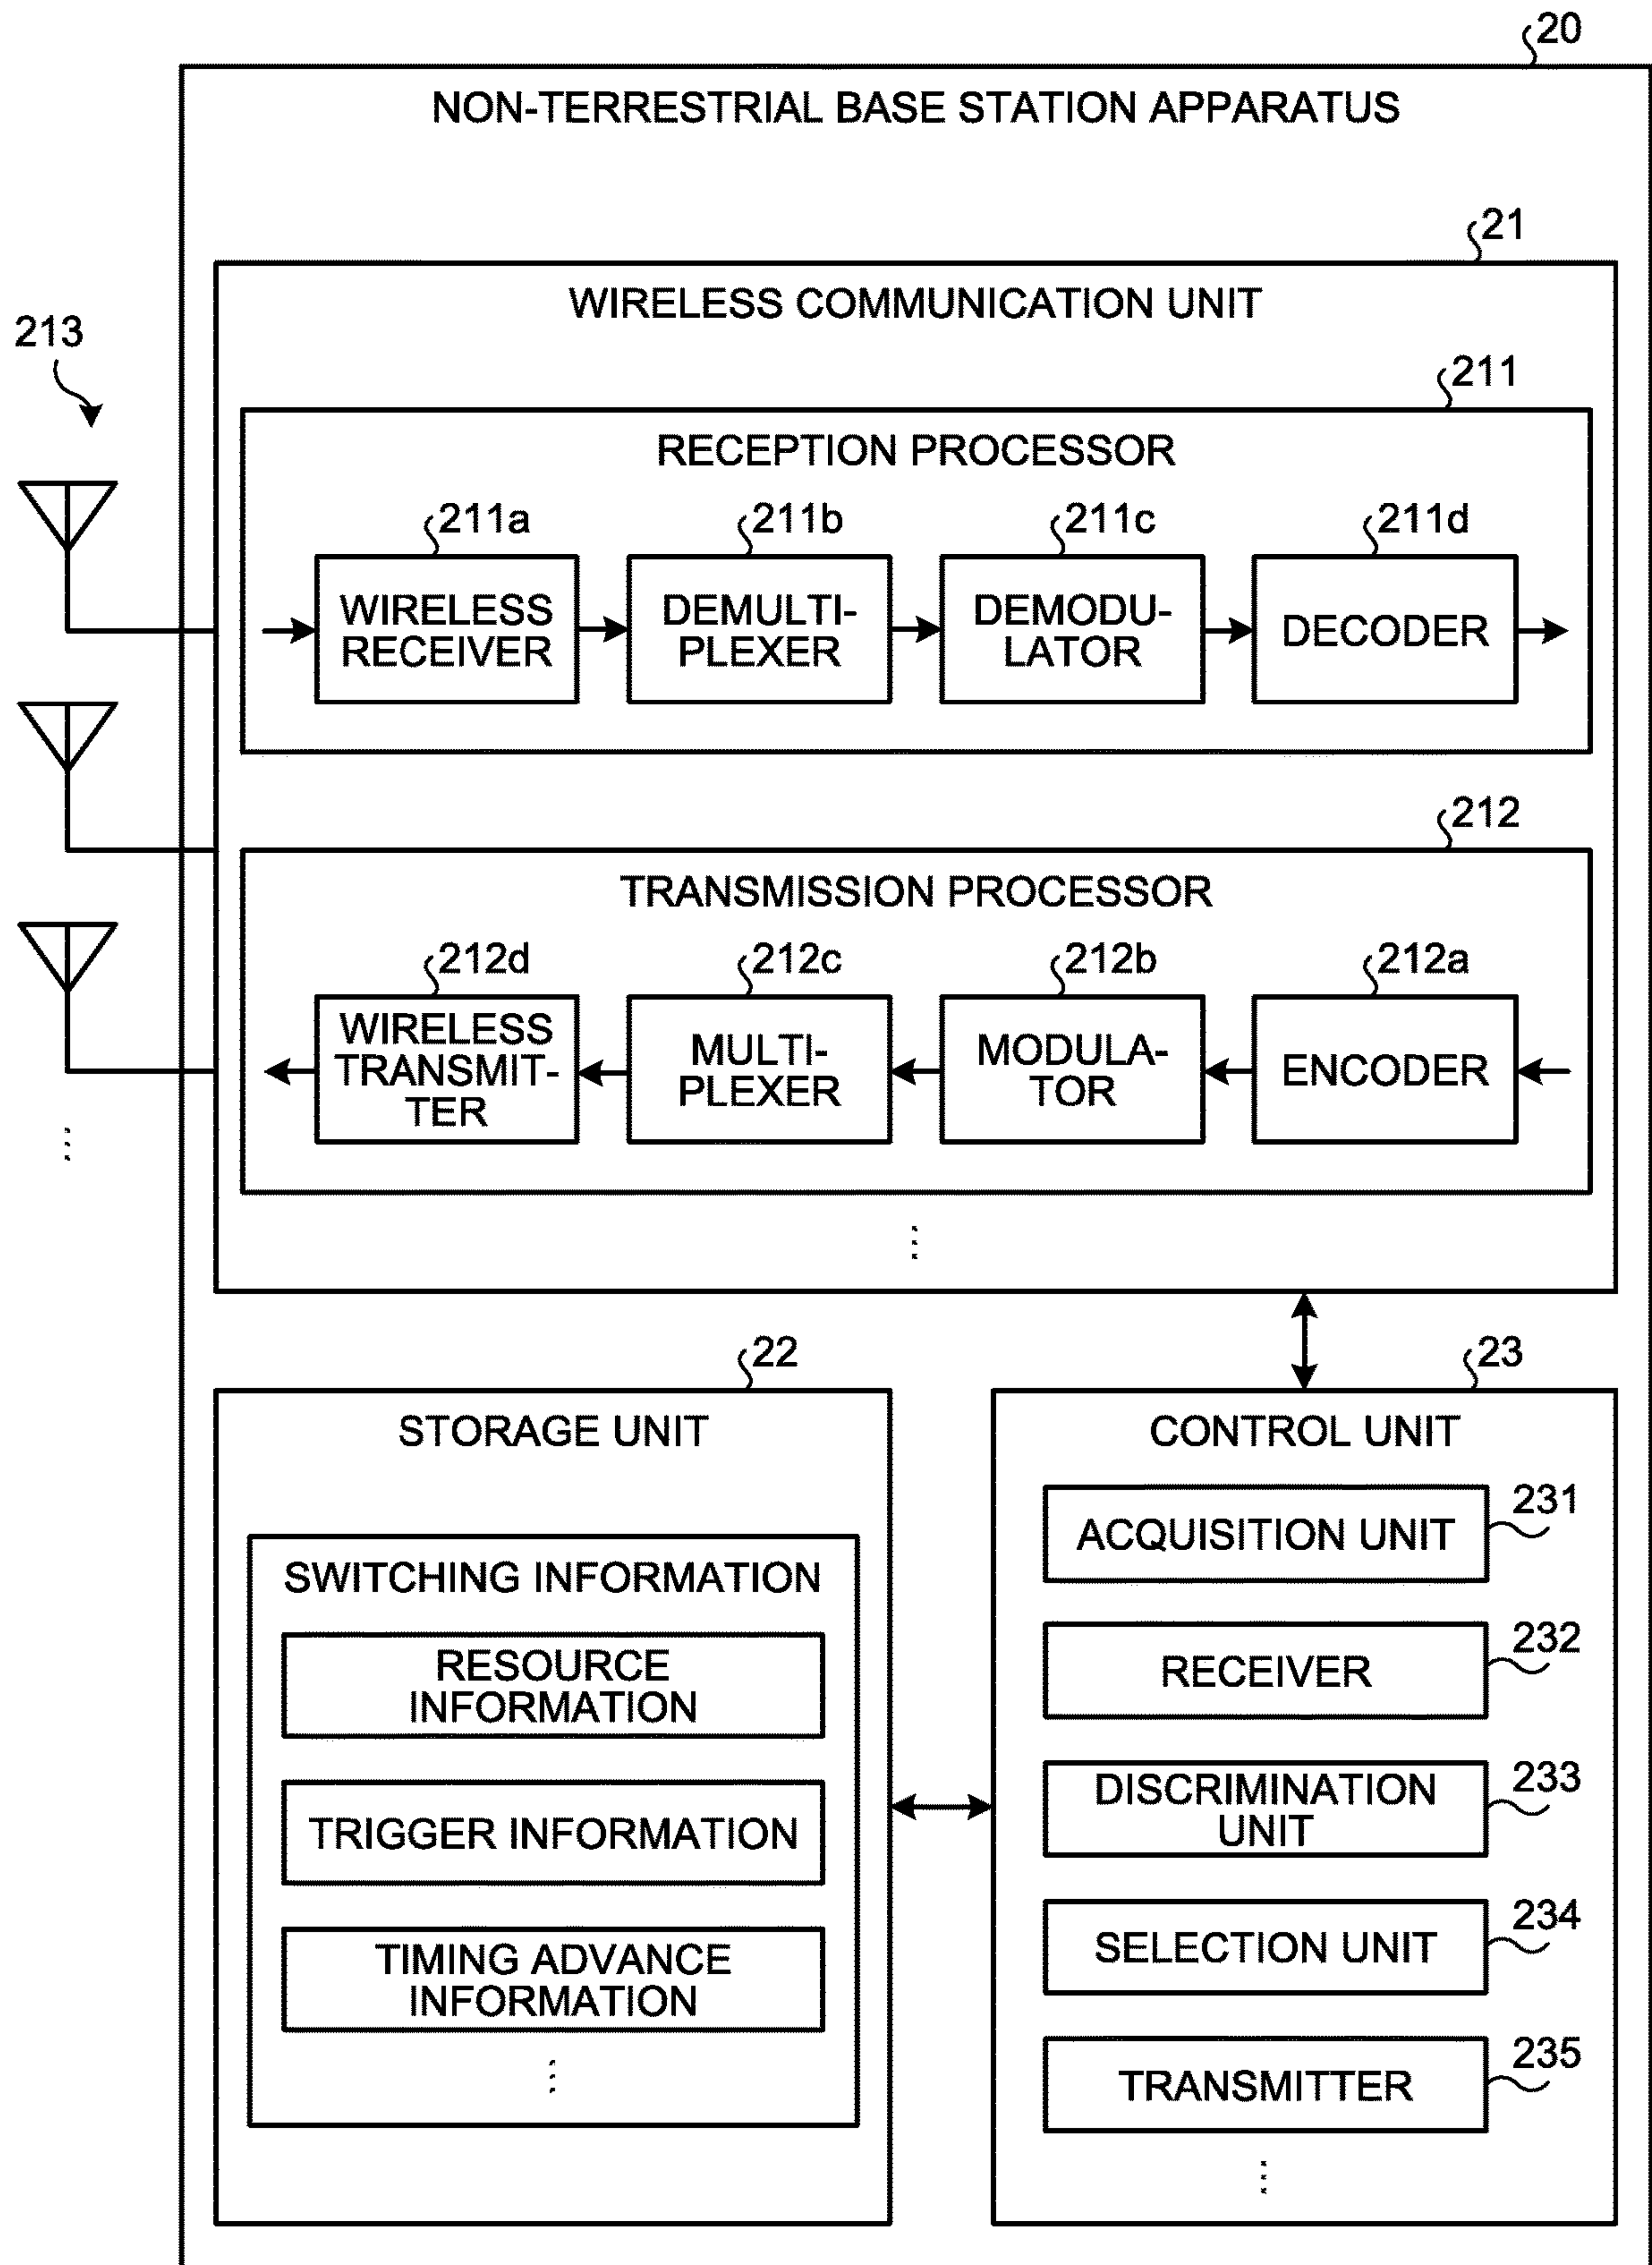 20
NON-TERRESTRIAL BASE STATION APPARATUS
21
WIRELESS COMMUNICATION UNIT
213
211
RECEPTION PROCESSOR
211a
211b
211c
211d
WIRELESS
RECEIVER
DEMULTI-
PLEXER
DEMODU-
LATOR
DECODER
212
TRANSMISSION PROCESSOR
212d
212c
212b
212a
WIRELESS
TRANSMIT-
TER
MULTI-
PLEXER
MODULA-
TOR
ENCODER
22
STORAGE UNIT
SWITCHING INFORMATION
RESOURCE
INFORMATION
TRIGGER INFORMATION
TIMING ADVANCE
INFORMATION
23
CONTROL UNIT
231
ACQUISITION UNIT
232
RECEIVER
233
DISCRIMINATION
UNIT
234
SELECTION UNIT
235
TRANSMITTER